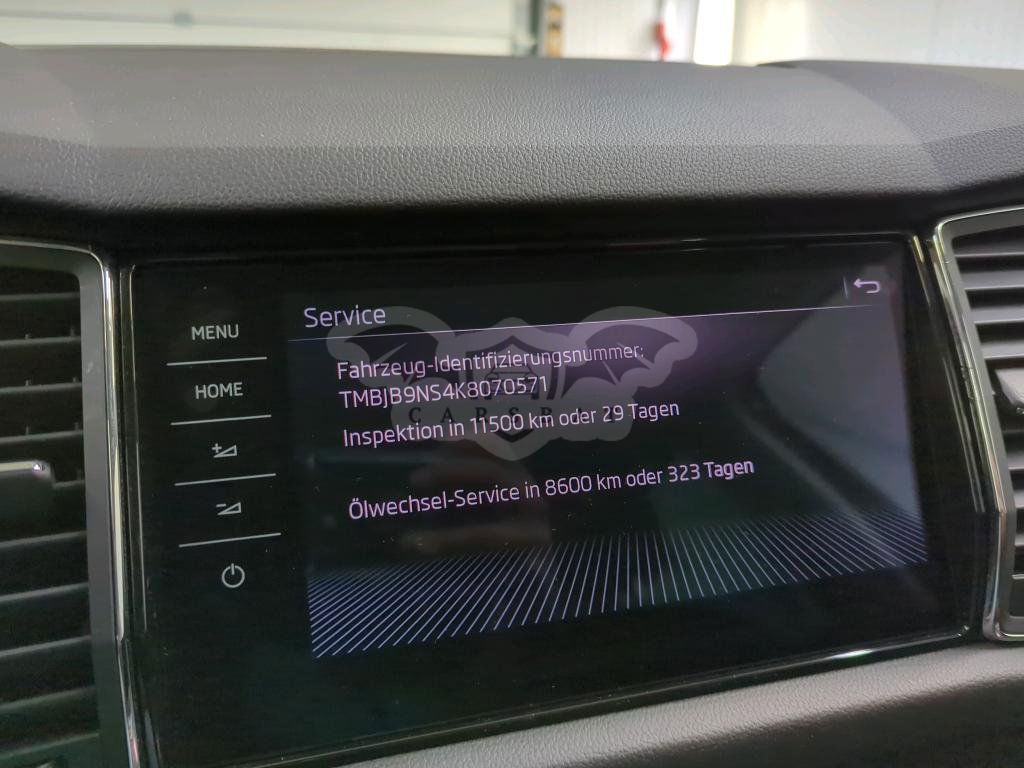 Service
MENU
HOME
Fahrzeug-Identifizierungsnummer:
TMBJB9NS4K8070571
Inspektion in 11500 km oder 29 Tagen
Ölwechsel-Service in 8600 km oder 323 Tagen